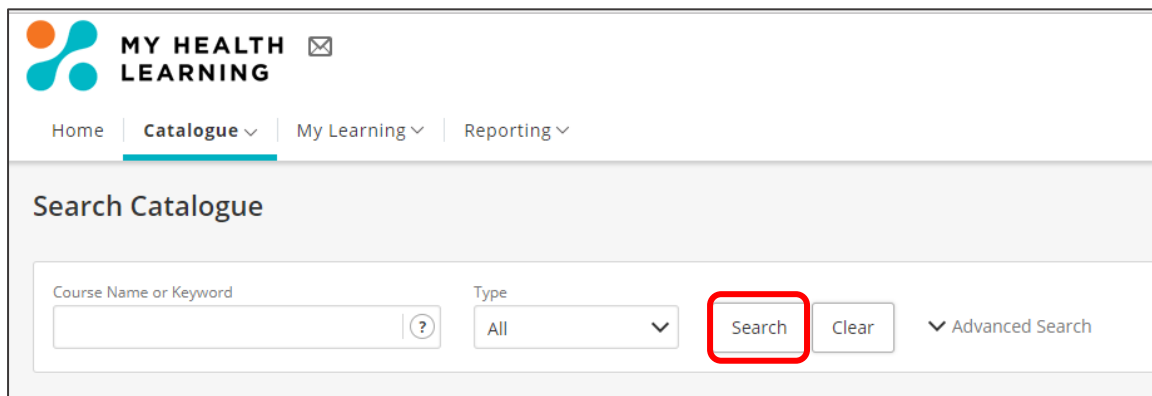 MY HEALTH
LEARNING
Home Catalogue My Learning Reporting
Search Catalogue
Course Name or Keyword Type
? All Search Clear Advanced Search